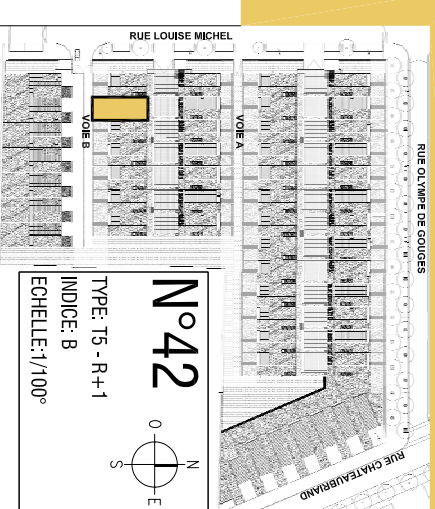 RUE LOUISE MICHEL
VOIE B
VOIE A
RUE OLYMPE DE GOUGES
RUE CHATEAUBRIAND
N°42
TYPE: T5 - R+1
INDICE: B
ECHELLE:1/100°
N
O
E
S